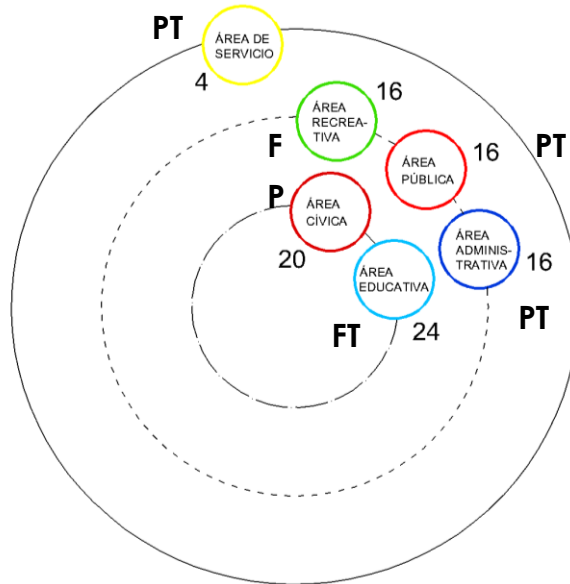 PT
ÁREA DE
SERVICIO
4
16
ÁREA
RECREA-
TIVA
F
16
PT
ÁREA
PÚBLICA
P
ÁREA
CÍVICA
20
ÁREA
ADMINIS-
TRATIVA
16
ÁREA
EDUCATIVA
PT
FT
24